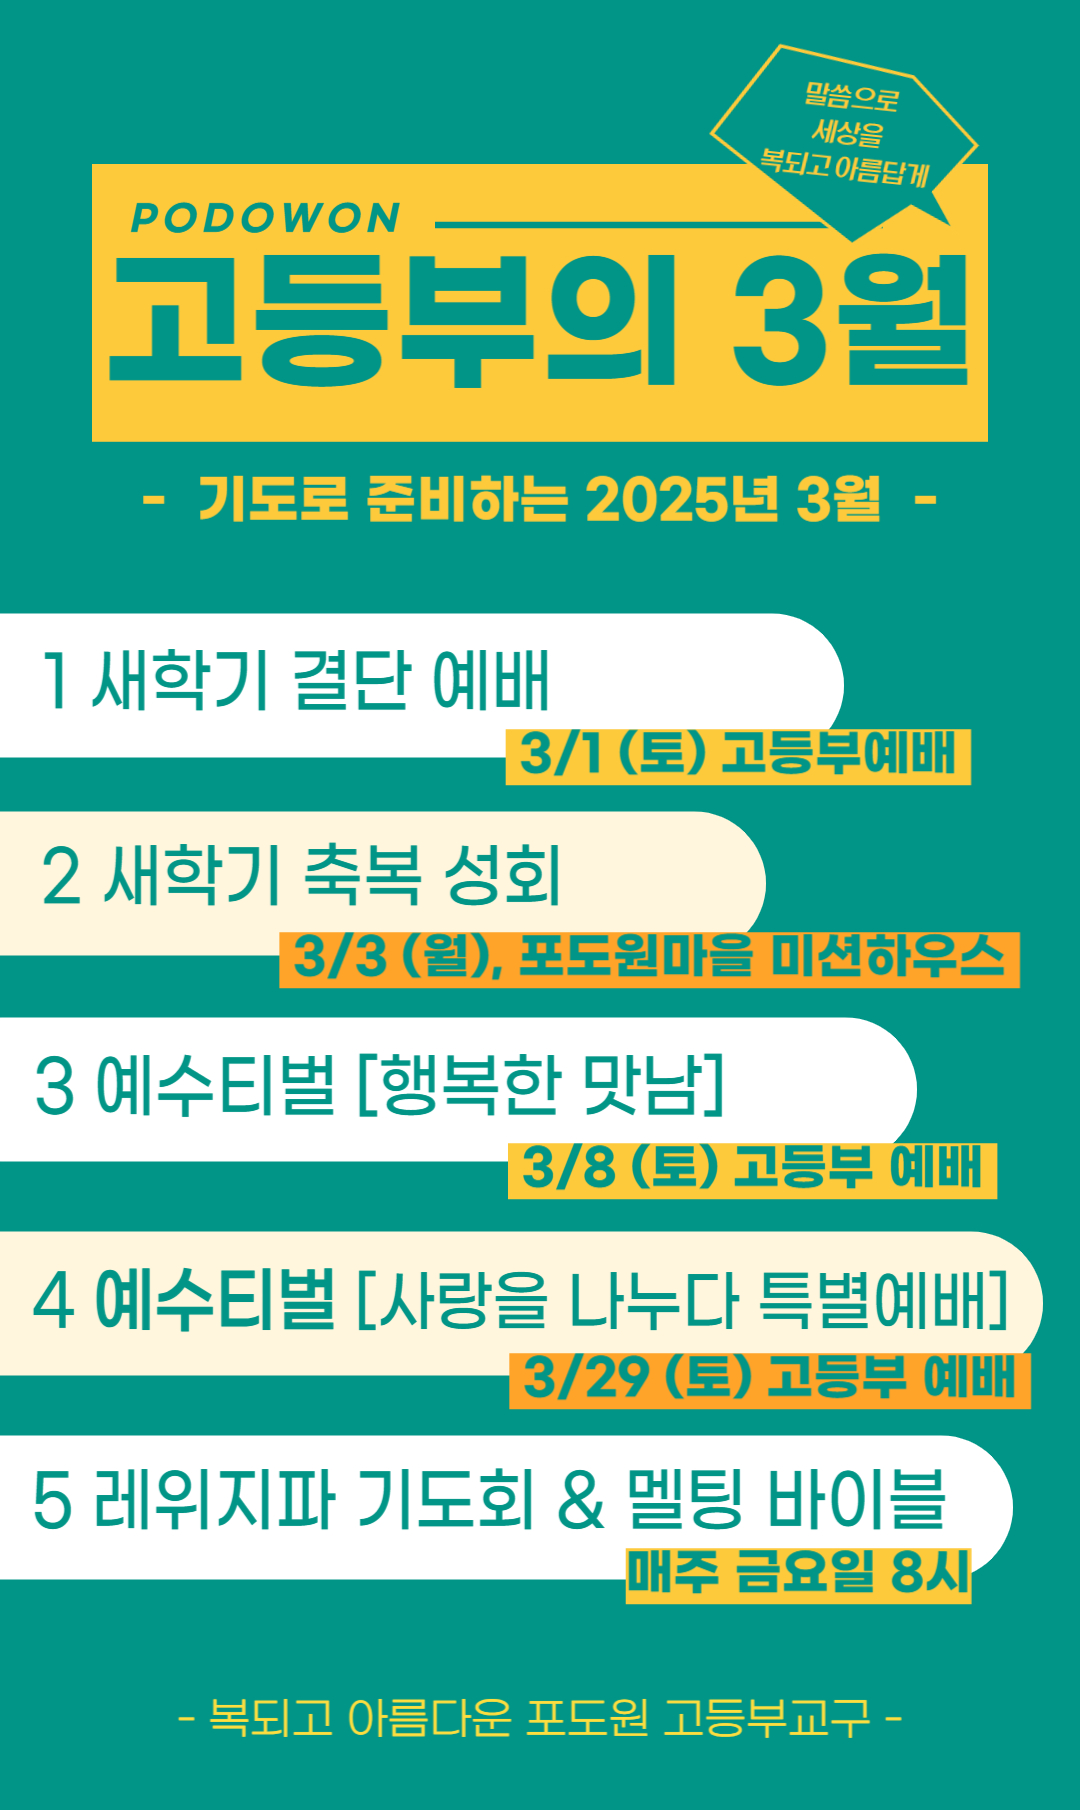 말씀으로
세상을
복되고 아름답게
PODOWON
고등부의 3월
- 기도로 준비하는 2025년 3월 -
1 새학기 결단 예배
3/1 (토) 고등부예배
2 새학기 축복 성회
3/3 (월), 포도원마을 미션하우스
3 예수티벌 [행복한 맛남]
3/8 (토) 고등부 예배
4 예수티벌 [사랑을 나누다 특별예배]
3/29 (토) 고등부 예배
5 레위지파 기도회 & 멜팅 바이블
매주 금요일 8시
- 복되고 아름다운 포도원 고등부교구 -